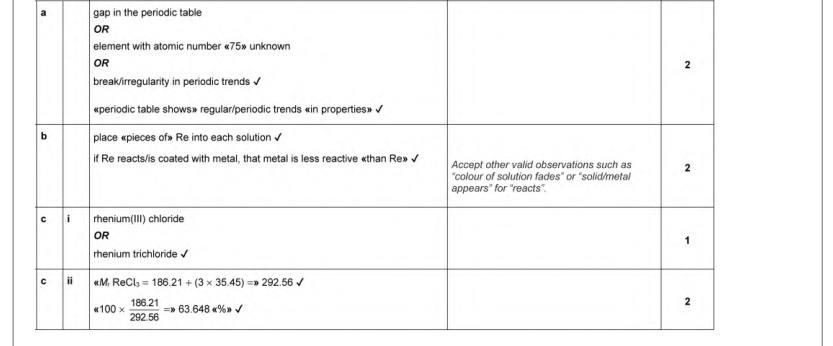 a
gap in the periodic table
OR
element with atomic number «75» unknown
OR
break/irregularity in periodic trends ✓
«periodic table shows» regular/periodic trends «in properties» ✓
2
b
place «pieces of» Re into each solution ✓
if Re reacts/is coated with metal, that metal is less reactive «than Re» ✓
Accept other valid observations such as
"colour of solution fades" or "solid/metal
appears" for "reacts".
2
c i
rhenium(III) chloride
OR
rhenium trichloride ✓
1
c ii
«Mr ReCl3 = 186.21 + (3 × 35.45) =» 292.56 ✓
«100 × 186.21/292.56 =» 63.648 «%» ✓
2